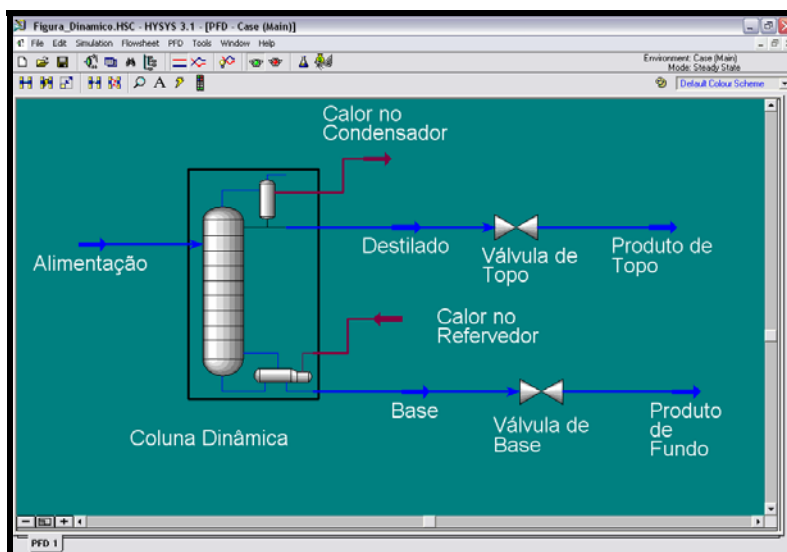 Figura_Dinamico.HSC - HYSYS 3.1 - [PFD - Case (Main)]
File Edit Simulation Flowsheet PFD Tools Window Help
Environment: Case (Main)
Mode: Steady State
A
Default Colour Scheme
Calor no
Condensador
Alimentação
Destilado
Válvula de
Topo
Produto de
Topo
Calor no
Refervedor
Base
Válvula de
Base
Produto
de
Fundo
Coluna Dinâmica
PFD 1